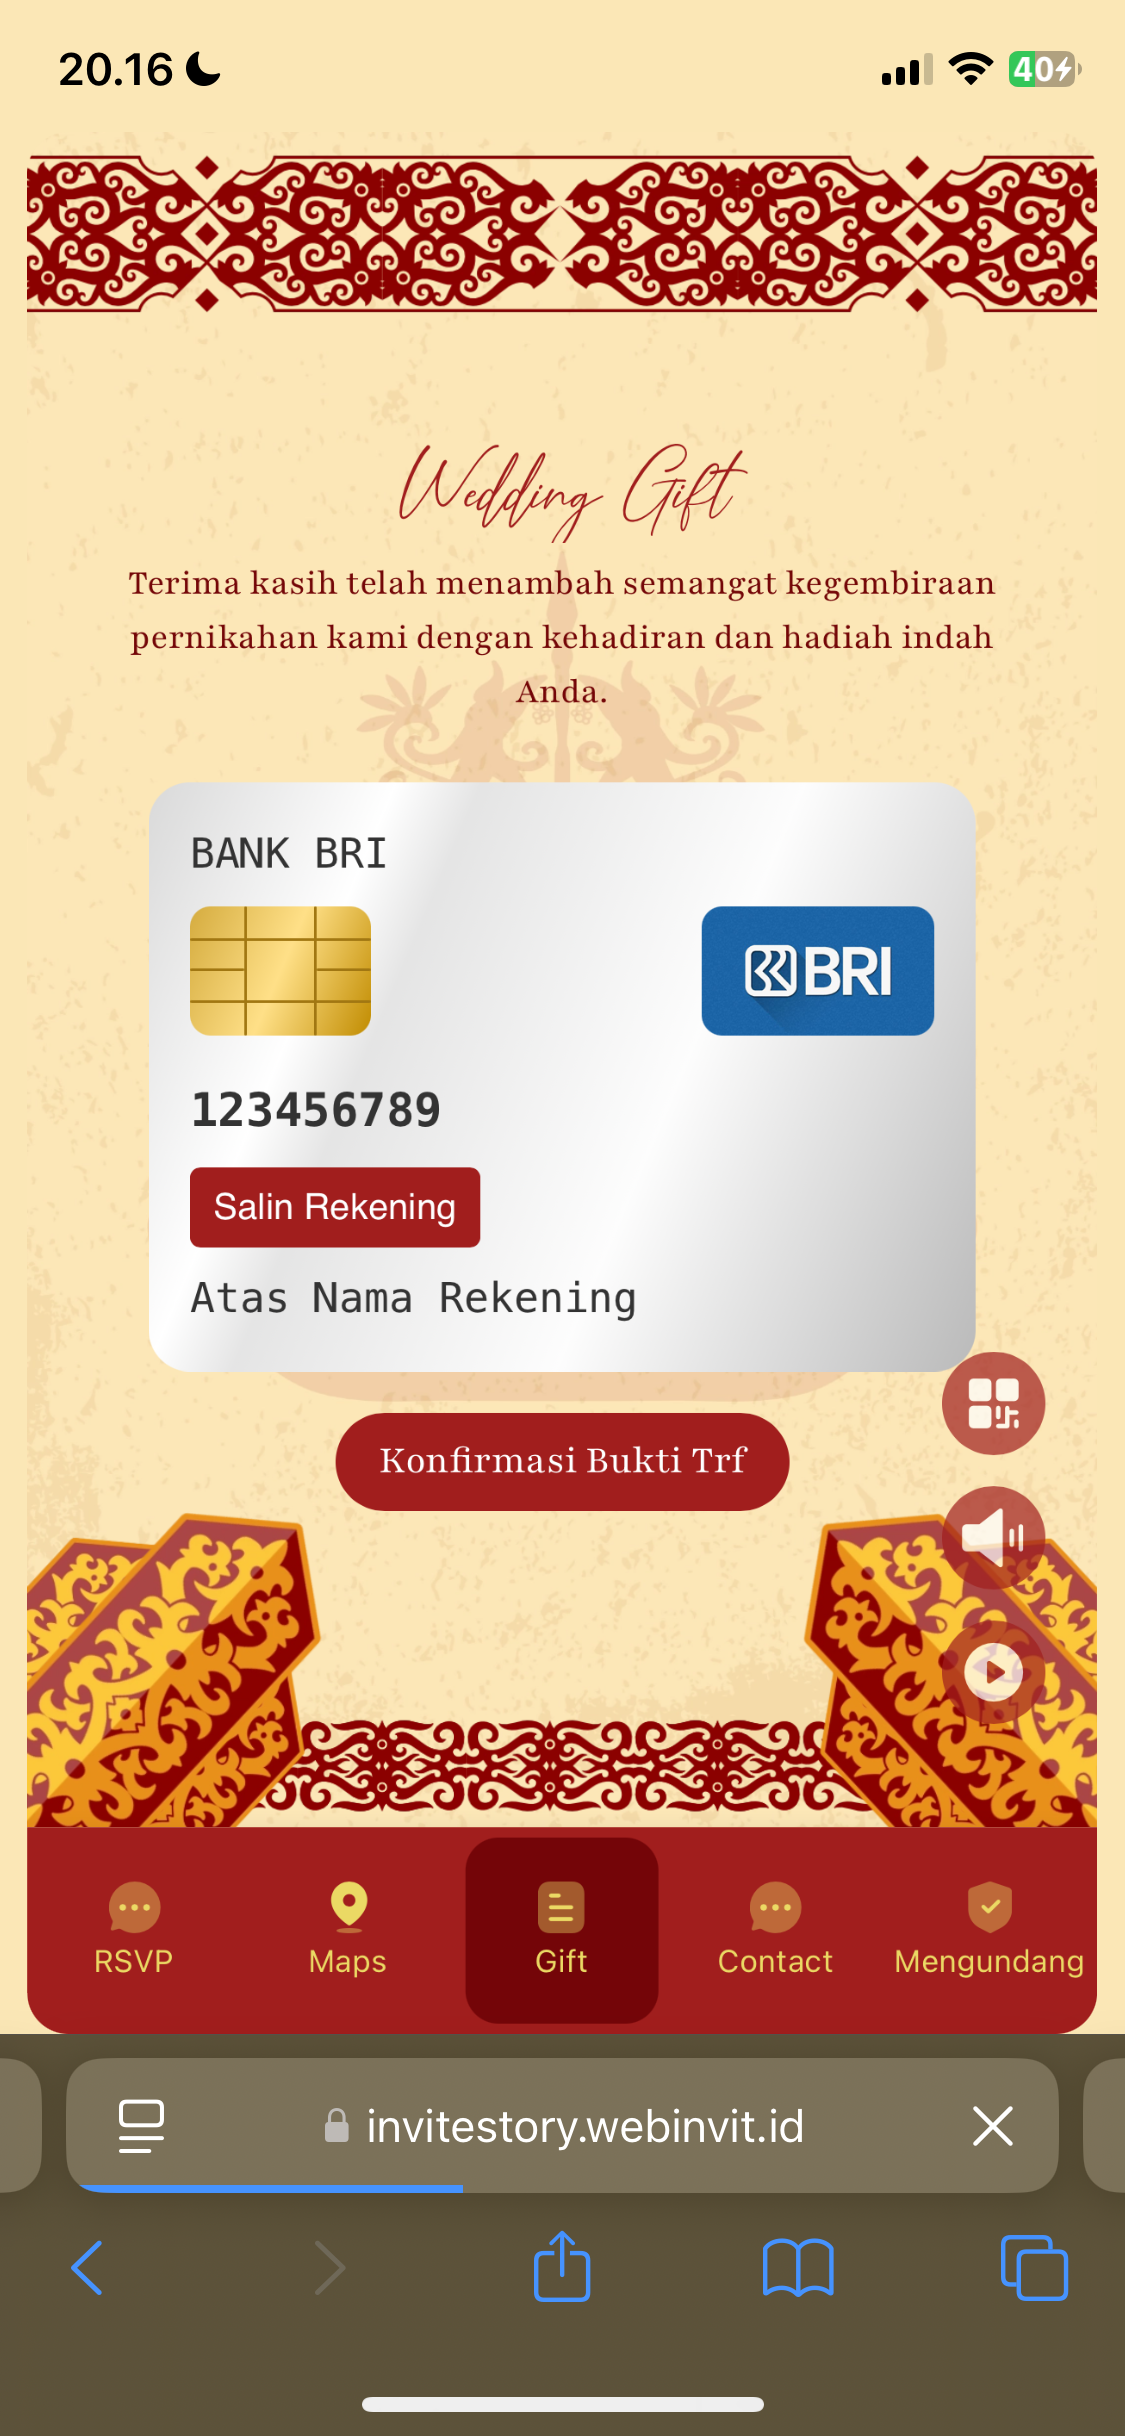 20.16
40
Wedding Gift
Terima kasih telah menambah semangat kegembiraan
pernikahan kami dengan kehadiran dan hadiah indah
Anda.
BANK BRI
BRI
123456789
Salin Rekening
Atas Nama Rekening
Konfirmasi Bukti Trf
RSVP
Maps
Gift
Contact
Mengundang
invitestory.webinvit.id